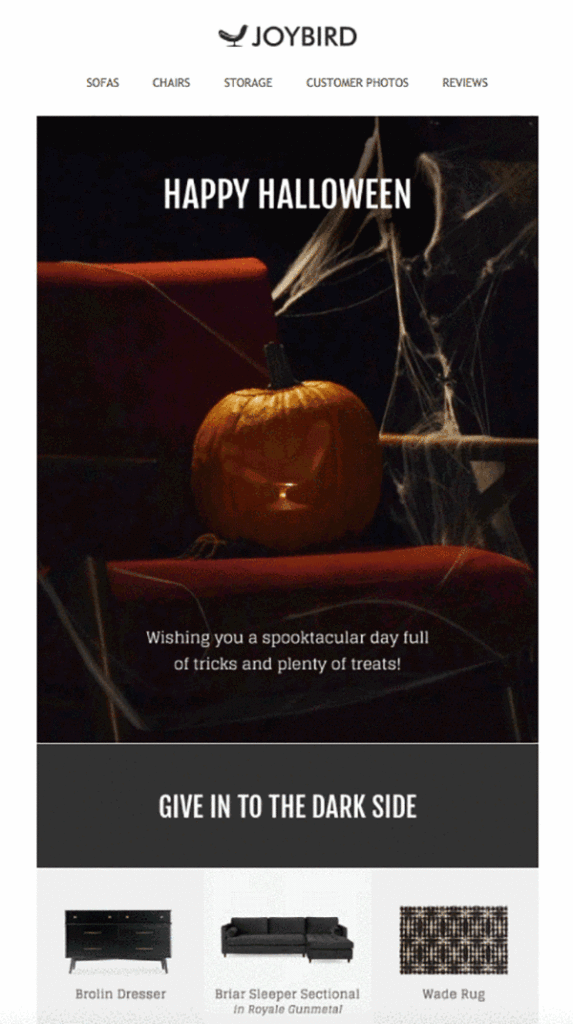 JOYBIRD
SOFAS CHAIRS STORAGE CUSTOMER PHOTOS REVIEWS
HAPPY HALLOWEEN
Wishing you a spooktacular day full
of tricks and plenty of treats!
GIVE IN TO THE DARK SIDE
Brolin Dresser
Briar Sleeper Sectional
in Royale Gunmetal
Wade Rug